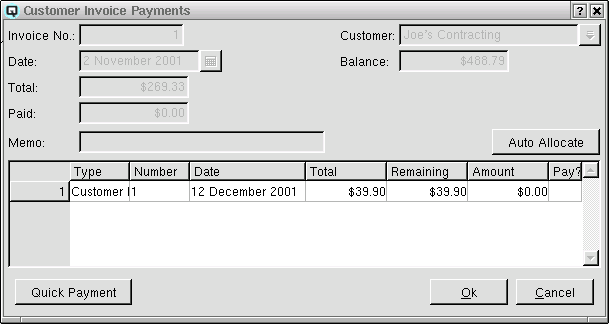 Customer Invoice Payments
Invoice No.: 1 Customer: Joe's Contracting
Date: 2 November 2001 Balance: $488.79
Total: $269.33
Paid: $0.00
Memo: Auto Allocate
Type Number Date Total Remaining Amount Pay?
1 Customer I 1 12 December 2001 $39.90 $39.90 $0.00
Quick Payment Ok Cancel